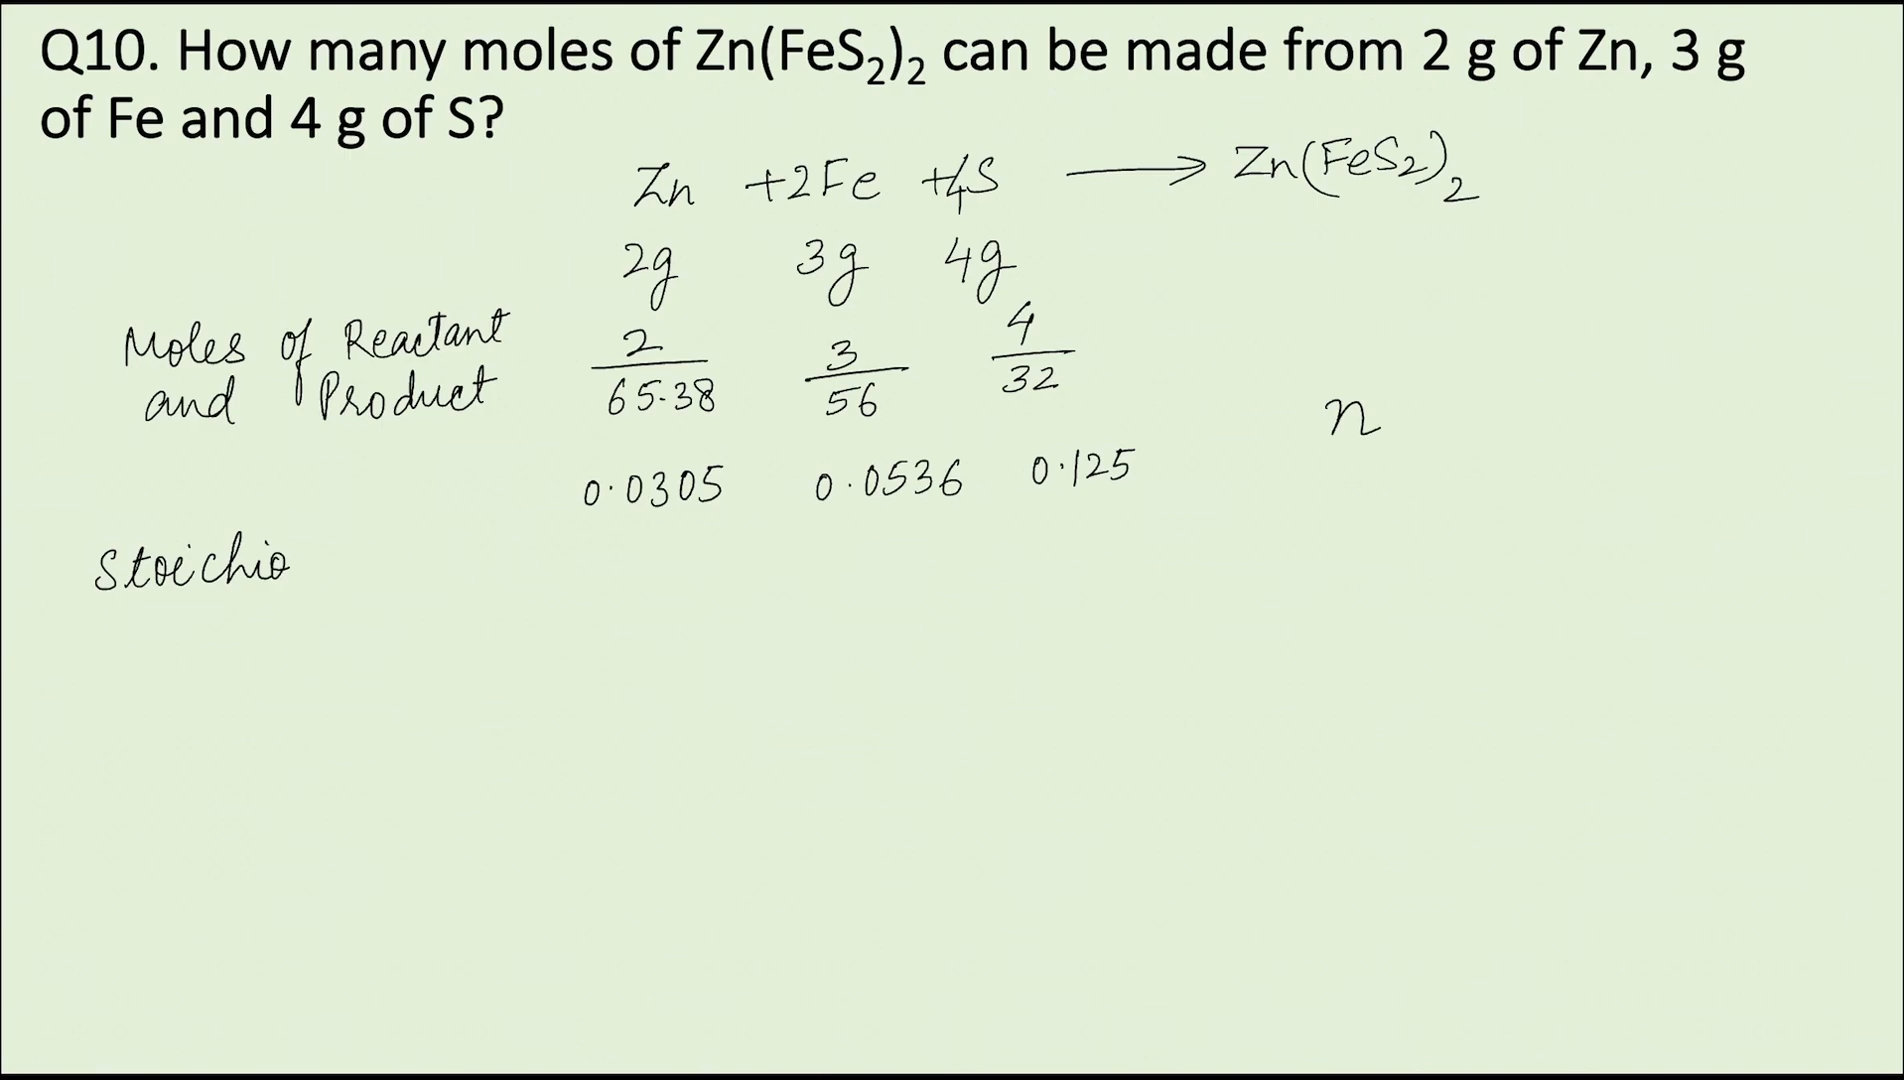 Q10. How many moles of Zn(FeS₂)₂ can be made from 2 g of Zn, 3 g
of Fe and 4 g of S?
Zn +2Fe +4S ⟶ Zn(FeS₂)₂
2g 3g 4g
Moles of Reactant
and Product
2/65.38 3/56 4/32
n
0.0305 0.0536 0.125
Stoichio